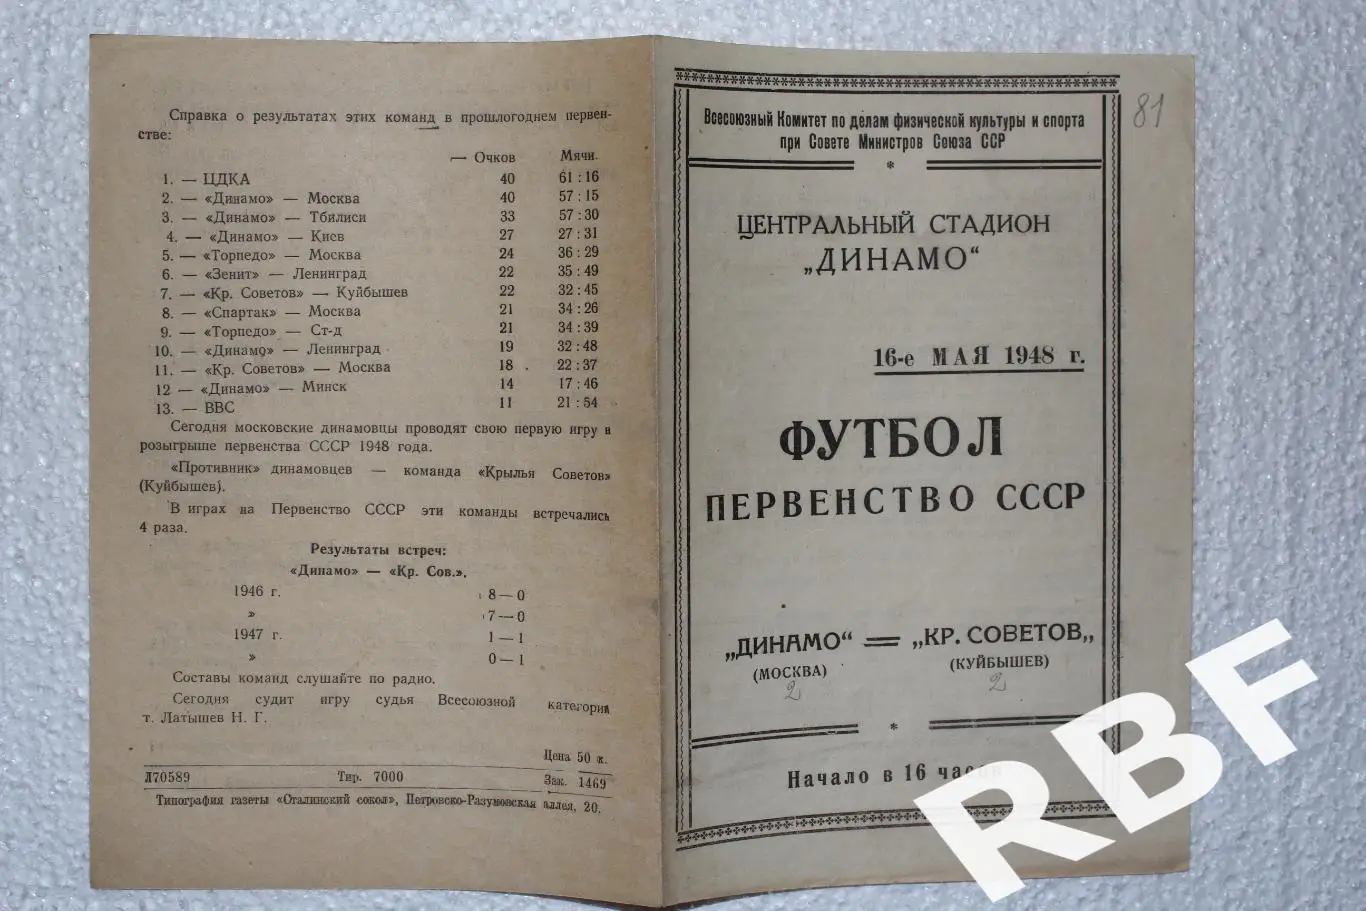 Справка о результатах этих команд в прошлогоднем первен-
стве:
— Очков Мячи.
1. — ЦДКА 40 61 : 16
2. — «Динамо» — Москва 40 57 : 15
3. — «Динамо» — Тбилиси 33 57 : 30
4. — «Динамо» — Киев 27 27 : 31
5. — «Торпедо» — Москва 24 36 : 29
6. — «Зенит» — Ленинград 22 35 : 49
7. — «Кр. Советов» — Куйбышев 22 32 : 45
8. — «Спартак» — Москва 21 34 : 26
9. — «Торпедо» — Ст-д 21 34 : 39
10. — «Динамо» — Ленинград 19 32 : 48
11. — «Кр. Советов» — Москва 18 . 22 : 37
12 — «Динамо» — Минск 14 17 : 46
13. — ВВС 11 21 : 54
Сегодня московские динамовцы проводят свою первую игру в
розыгрыше первенства СССР 1948 года.
«Противник» динамовцев — команда «Крылья Советов»
(Куйбышев).
В играх на Первенство СССР эти команды встречались
4 раза.
Результаты встреч:
«Динамо» — «Кр. Сов.».
1946 г. 8 — 0
» 7 — 0
1947 г. 1 — 1
» 0 — 1
Составы команд слушайте по радио.
Сегодня судит игру судья Всесоюзной категории
т. Латышев Н. Г.
Цена 50 к.
Л70589 Тир. 7000 Зак. 1469
Типография газеты «Сталинский сокол», Петровско-Разумовская аллея, 20.
81
Всесоюзный Комитет по делам физической культуры и спорта
при Совете Министров Союза ССР
*
ЦЕНТРАЛЬНЫЙ СТАДИОН
„ДИНАМО“
16-е МАЯ 1948 г.
ФУТБОЛ
ПЕРВЕНСТВО СССР
„ДИНАМО“ = „КР. СОВЕТОВ„
(МОСКВА) (КУЙБЫШЕВ)
2 2
*
Начало в 16 часов
RBF